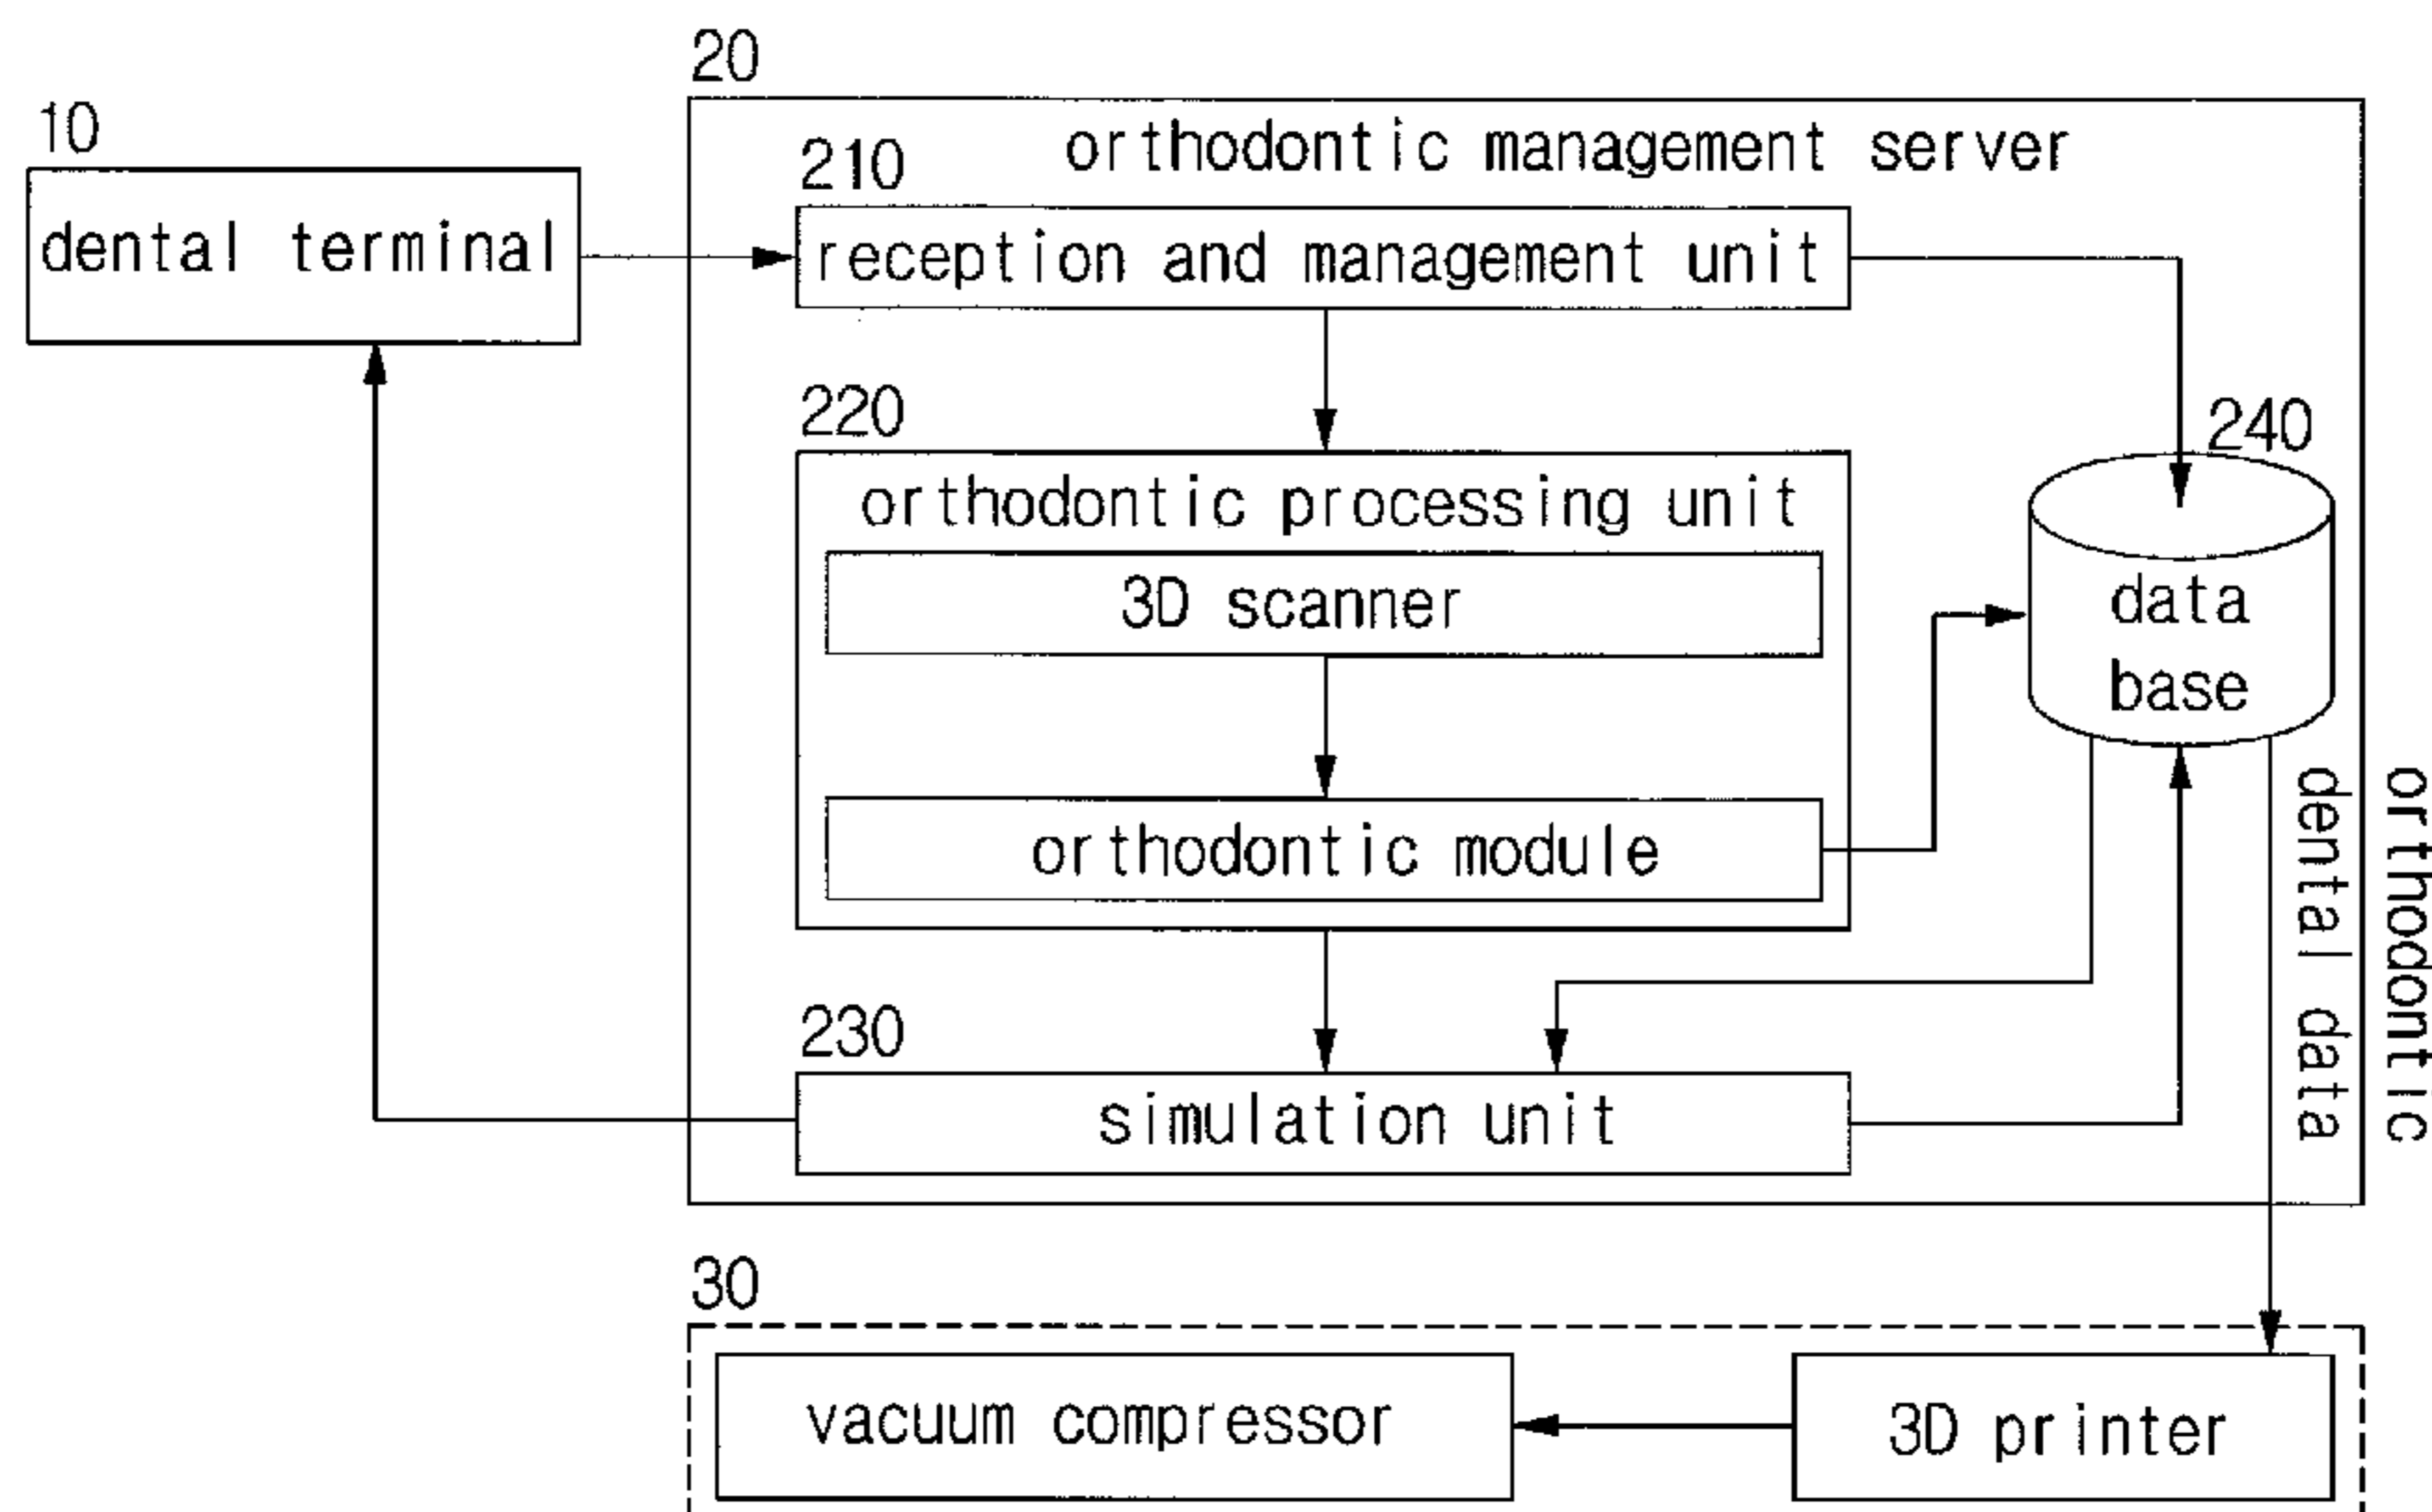 20
10
orthodontic management server
210
dental terminal
reception and management unit
220
240
orthodontic processing unit
3D scanner
data
base
orthodontic module
orthodontic
dental data
230
simulation unit
30
vacuum compressor
3D printer